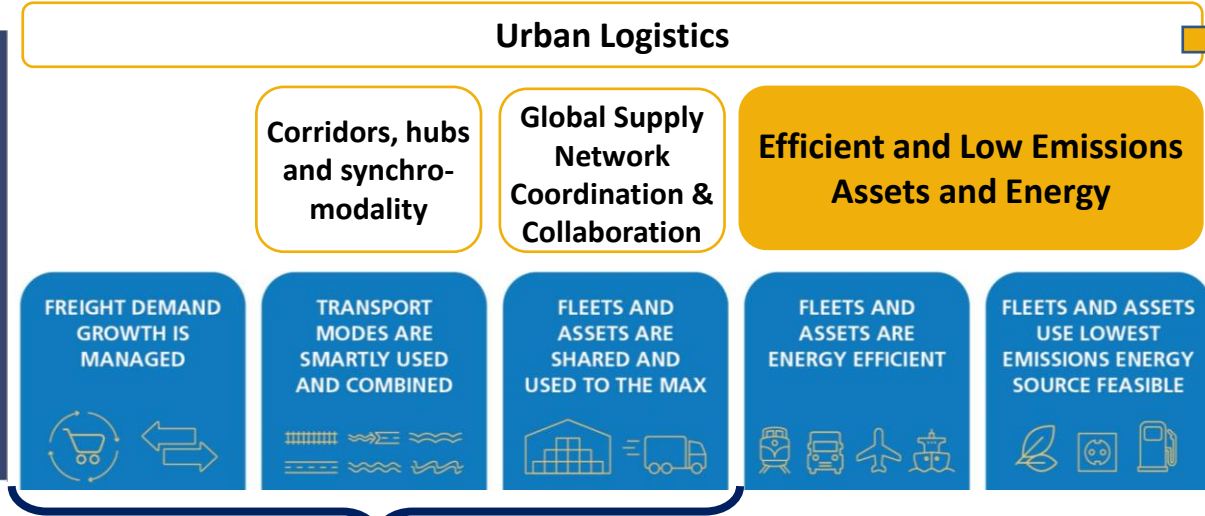 Urban Logistics
Corridors, hubs
and synchro-
modality
Global Supply
Network
Coordination &
Collaboration
Efficient and Low Emissions
Assets and Energy
FREIGHT DEMAND
GROWTH IS
MANAGED
TRANSPORT
MODES ARE
SMARTLY USED
AND COMBINED
FLEETS AND
ASSETS ARE
SHARED AND
USED TO THE MAX
FLEETS AND
ASSETS ARE
ENERGY EFFICIENT
FLEETS AND ASSETS
USE LOWEST
EMISSIONS ENERGY
SOURCE FEASIBLE